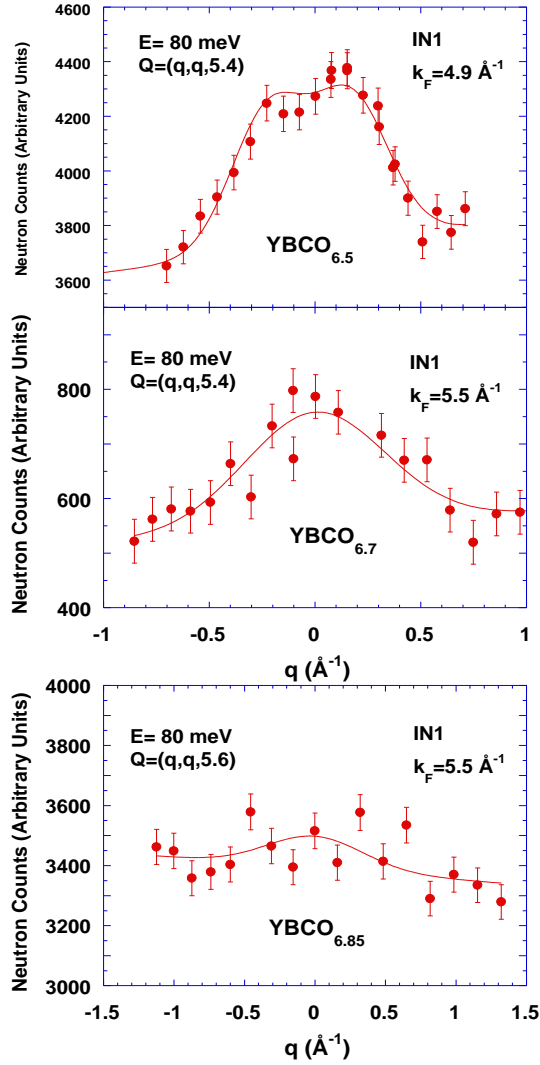 4600
4400
4200
4000
3800
3600
Neutron Counts (Arbitrary Units)
E= 80 meV
Q=(q,q,5.4)
IN1
k_F=4.9 Å^-1
YBCO_6.5
800
600
400
Neutron Counts (Arbitrary Units)
E= 80 meV
Q=(q,q,5.4)
IN1
k_F=5.5 Å^-1
YBCO_6.7
-1 -0.5 0 0.5 1
q (Å^-1)
4000
3800
3600
3400
3200
3000
Neutron Counts (Arbitrary Units)
E= 80 meV
Q=(q,q,5.6)
IN1
k_F=5.5 Å^-1
YBCO_6.85
-1.5 -1 -0.5 0 0.5 1 1.5
q (Å^-1)